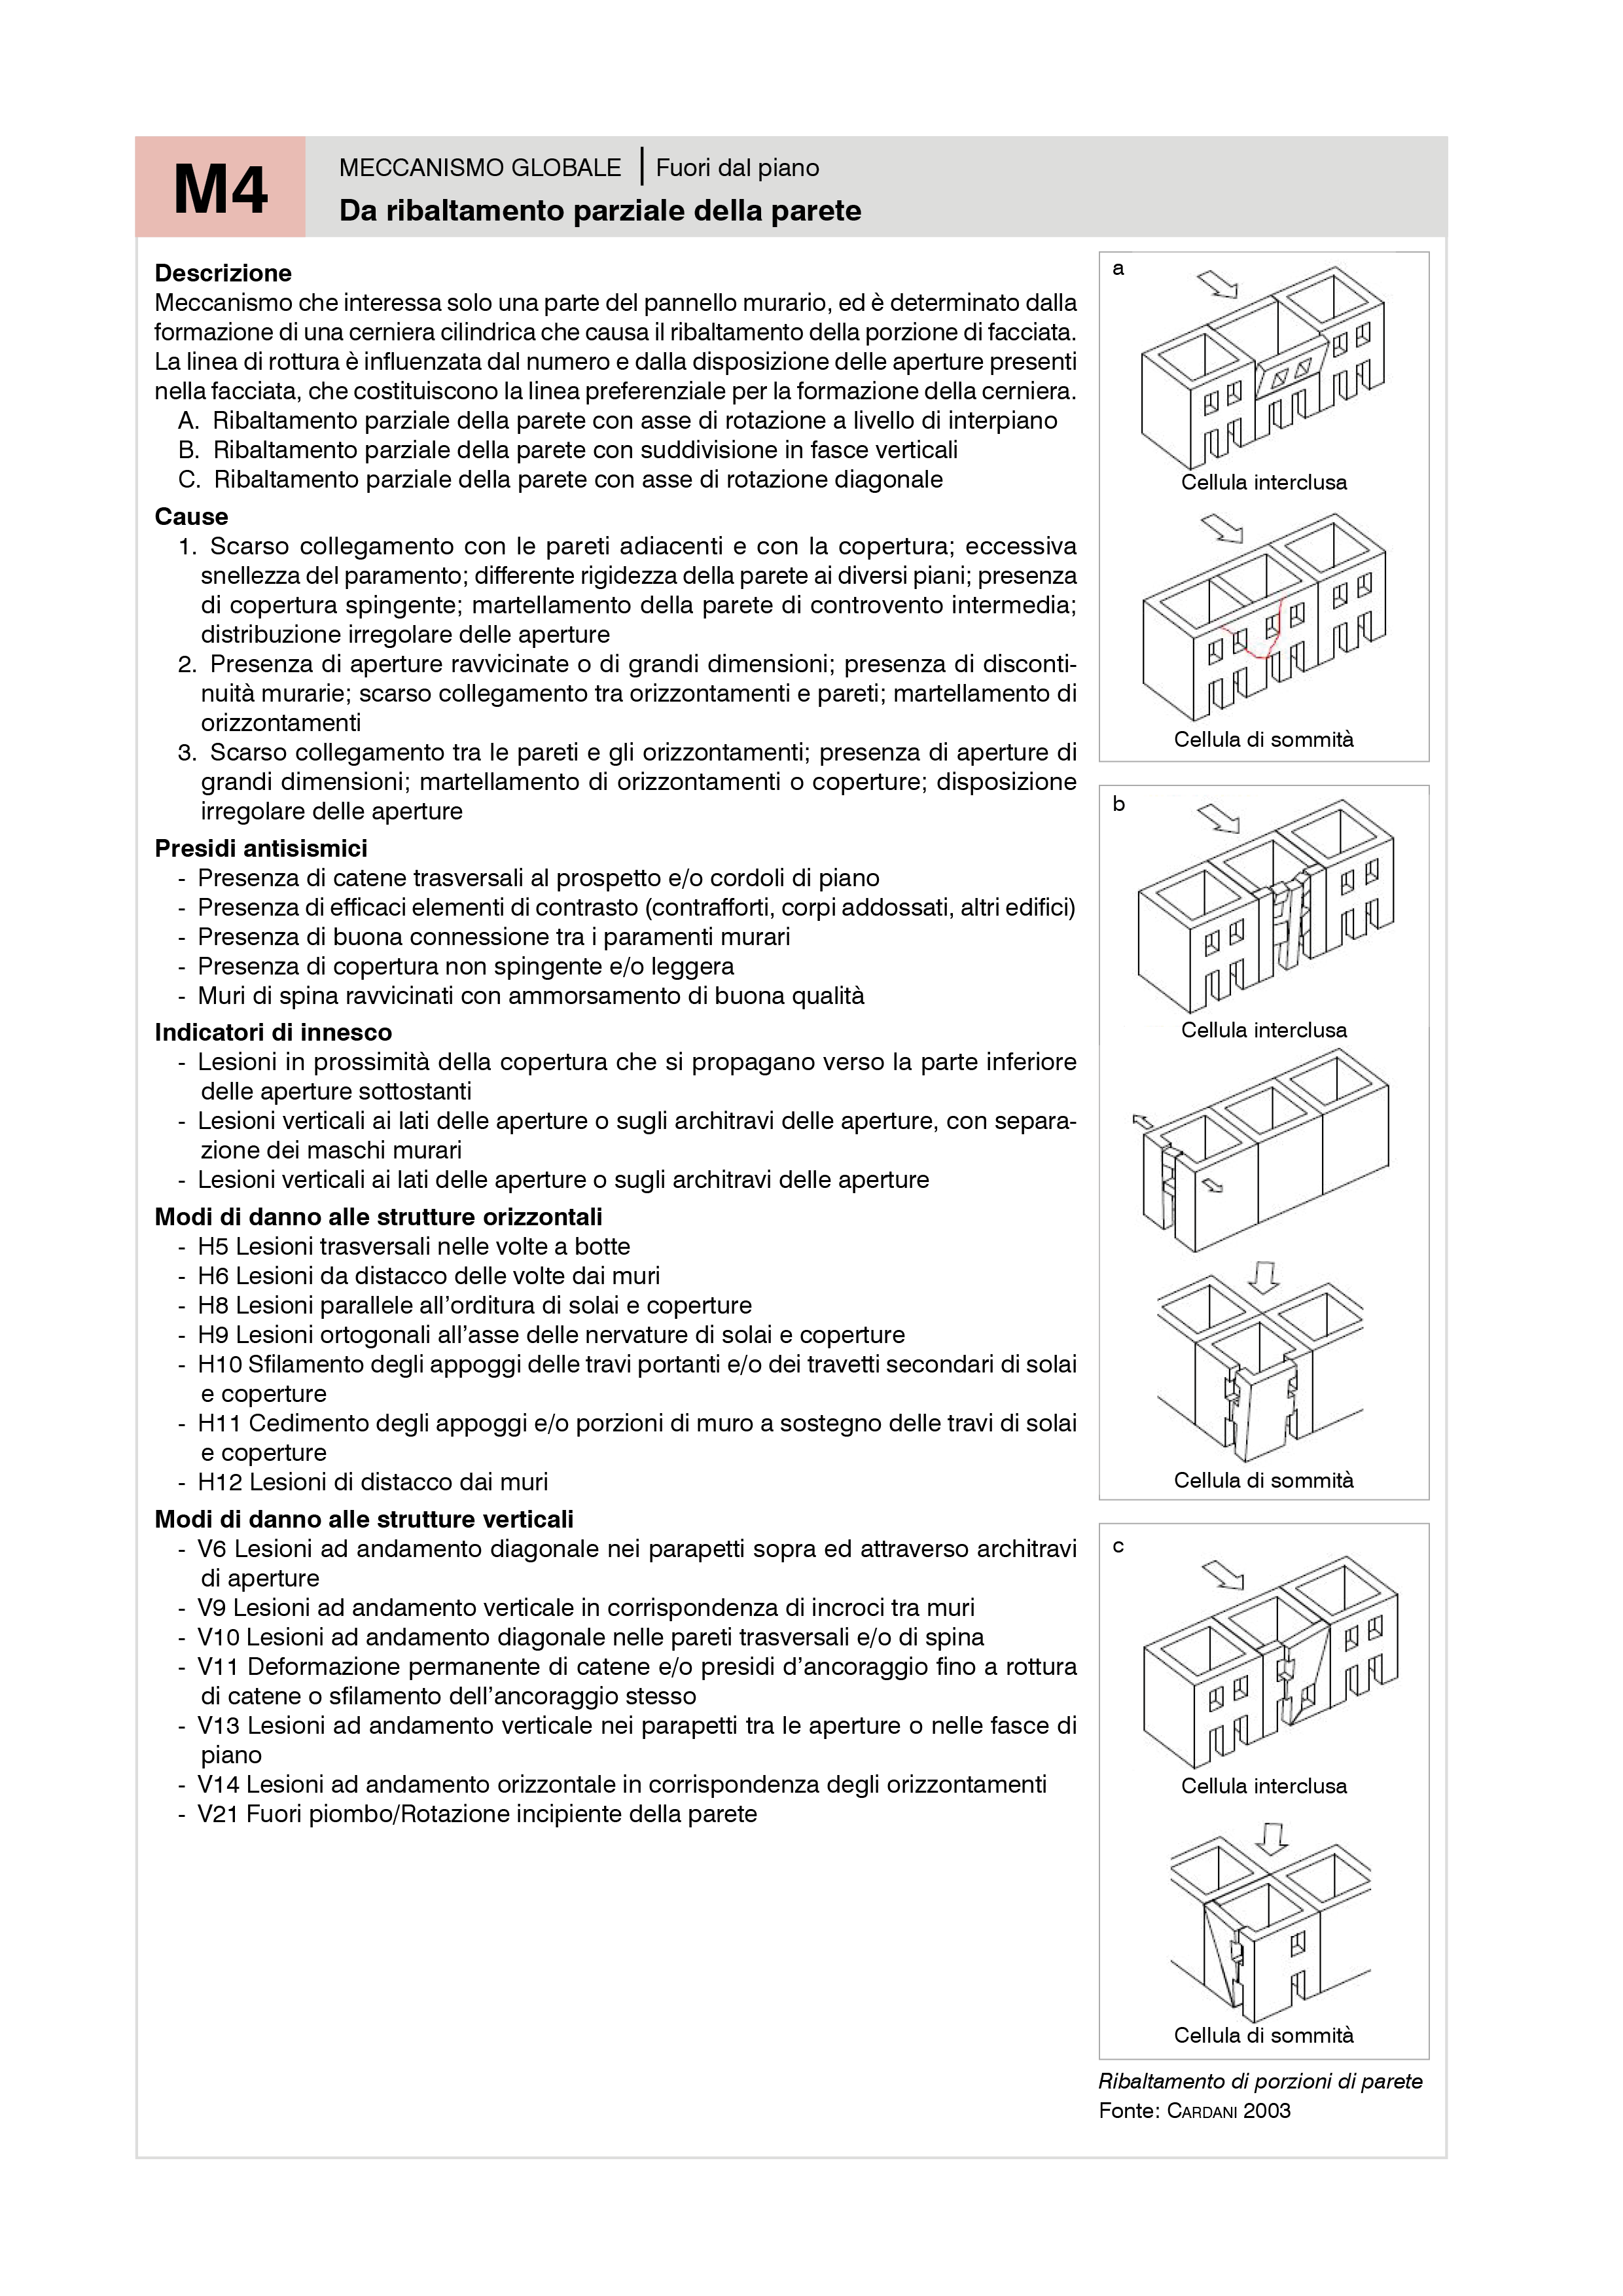 M4
MECCANISMO GLOBALE | Fuori dal piano
Da ribaltamento parziale della parete
Descrizione
Meccanismo che interessa solo una parte del pannello murario, ed è determinato dalla
formazione di una cerniera cilindrica che causa il ribaltamento della porzione di facciata.
La linea di rottura è influenzata dal numero e dalla disposizione delle aperture presenti
nella facciata, che costituiscono la linea preferenziale per la formazione della cerniera.
A. Ribaltamento parziale della parete con asse di rotazione a livello di interpiano
B. Ribaltamento parziale della parete con suddivisione in fasce verticali
C. Ribaltamento parziale della parete con asse di rotazione diagonale
Cause
1. Scarso collegamento con le pareti adiacenti e con la copertura; eccessiva
snellezza del paramento; differente rigidezza della parete ai diversi piani; presenza
di copertura spingente; martellamento della parete di controvento intermedia;
distribuzione irregolare delle aperture
2. Presenza di aperture ravvicinate o di grandi dimensioni; presenza di disconti-
nuità murarie; scarso collegamento tra orizzontamenti e pareti; martellamento di
orizzontamenti
3. Scarso collegamento tra le pareti e gli orizzontamenti; presenza di aperture di
grandi dimensioni; martellamento di orizzontamenti o coperture; disposizione
irregolare delle aperture
Presidi antisismici
- Presenza di catene trasversali al prospetto e/o cordoli di piano
- Presenza di efficaci elementi di contrasto (contrafforti, corpi addossati, altri edifici)
- Presenza di buona connessione tra i paramenti murari
- Presenza di copertura non spingente e/o leggera
- Muri di spina ravvicinati con ammorsamento di buona qualità
Indicatori di innesco
- Lesioni in prossimità della copertura che si propagano verso la parte inferiore
delle aperture sottostanti
- Lesioni verticali ai lati delle aperture o sugli architravi delle aperture, con separa-
zione dei maschi murari
- Lesioni verticali ai lati delle aperture o sugli architravi delle aperture
Modi di danno alle strutture orizzontali
- H5 Lesioni trasversali nelle volte a botte
- H6 Lesioni da distacco delle volte dai muri
- H8 Lesioni parallele all’orditura di solai e coperture
- H9 Lesioni ortogonali all’asse delle nervature di solai e coperture
- H10 Sfilamento degli appoggi delle travi portanti e/o dei travetti secondari di solai
e coperture
- H11 Cedimento degli appoggi e/o porzioni di muro a sostegno delle travi di solai
e coperture
- H12 Lesioni di distacco dai muri
Modi di danno alle strutture verticali
- V6 Lesioni ad andamento diagonale nei parapetti sopra ed attraverso architravi
di aperture
- V9 Lesioni ad andamento verticale in corrispondenza di incroci tra muri
- V10 Lesioni ad andamento diagonale nelle pareti trasversali e/o di spina
- V11 Deformazione permanente di catene e/o presidi d’ancoraggio fino a rottura
di catene o sfilamento dell’ancoraggio stesso
- V13 Lesioni ad andamento verticale nei parapetti tra le aperture o nelle fasce di
piano
- V14 Lesioni ad andamento orizzontale in corrispondenza degli orizzontamenti
- V21 Fuori piombo/Rotazione incipiente della parete
a
Cellula interclusa
Cellula di sommità
b
Cellula interclusa
Cellula di sommità
c
Cellula interclusa
Cellula di sommità
Ribaltamento di porzioni di parete
Fonte: CARDANI 2003